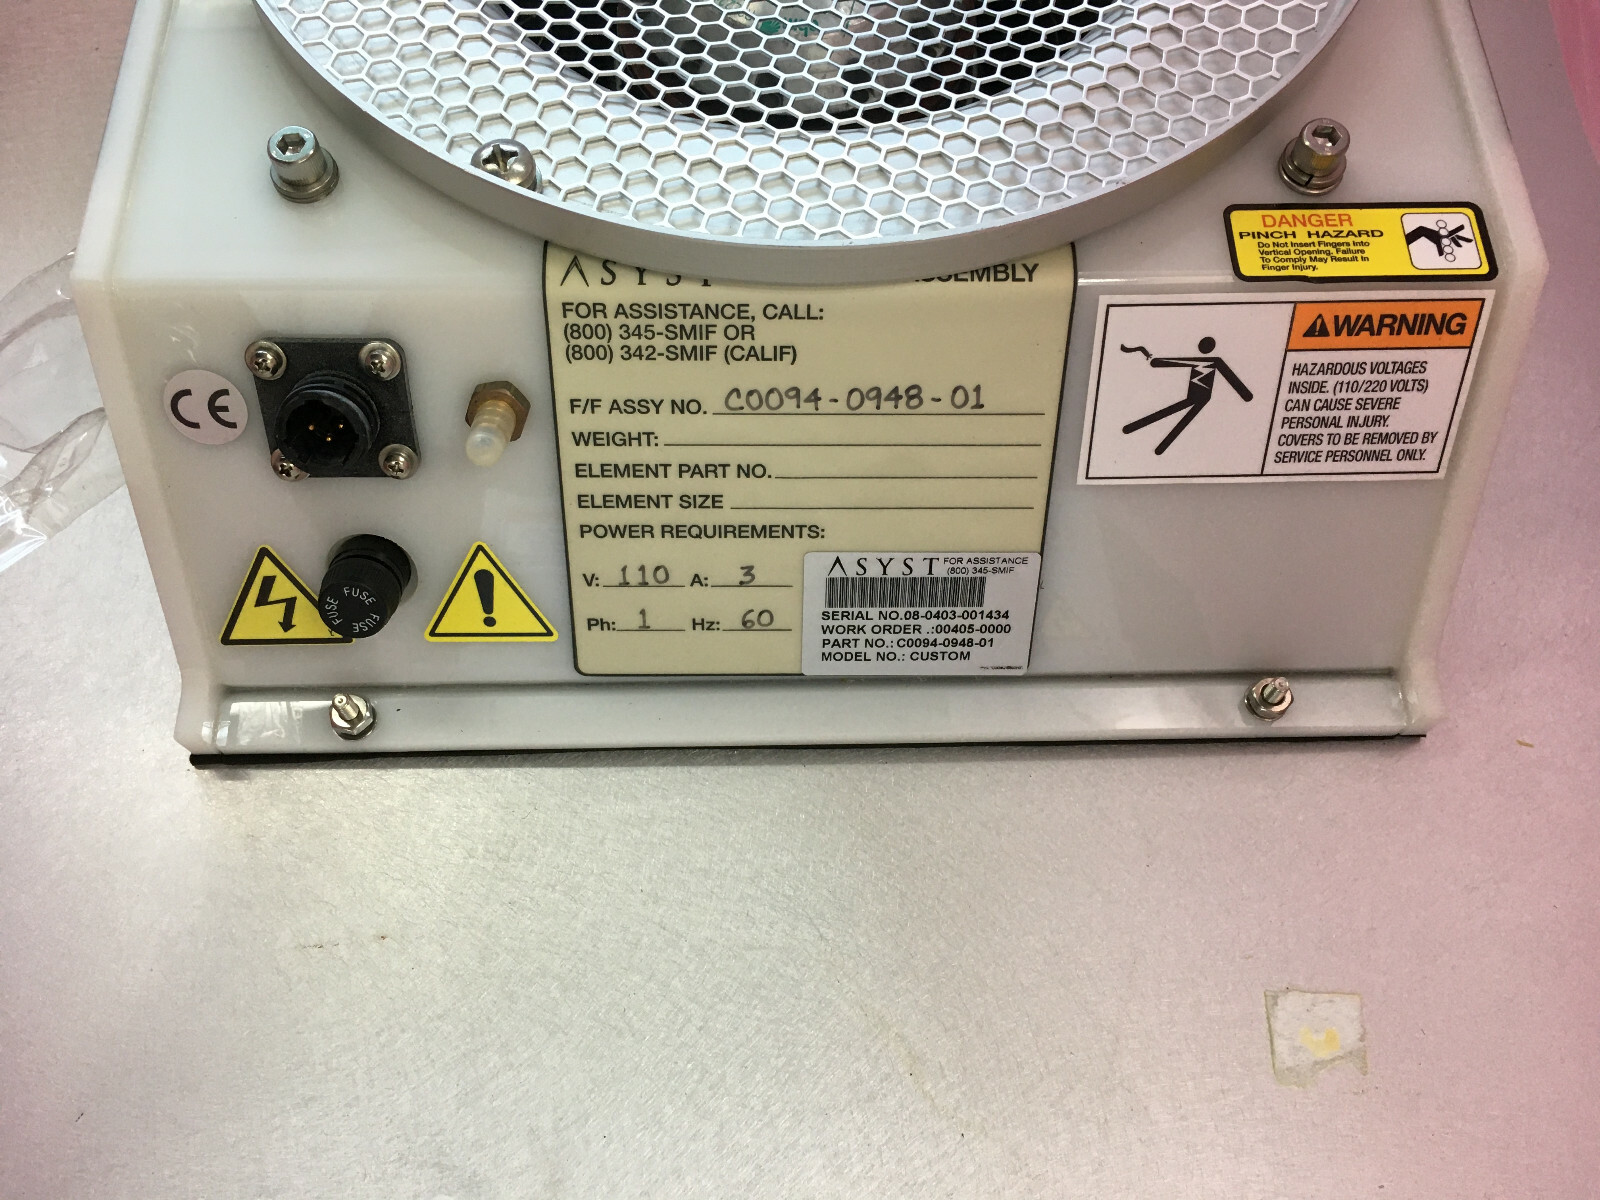 DANGER
PINCH HAZARD
Do Not Insert Fingers Into
Vertical Opening. Failure
To Comply May Result In
Finger Injury.
ASYST
FOR ASSISTANCE, CALL:
(800) 345-SMIF OR
(800) 342-SMIF (CALIF)
F/F ASSY NO. C0094-0948-01
WEIGHT:
ELEMENT PART NO.
ELEMENT SIZE
POWER REQUIREMENTS:
V: 110 A: 3
Ph: 1 Hz: 60
ASYST FOR ASSISTANCE
(800) 345-SMIF
SERIAL NO.08-0403-001434
WORK ORDER .:00405-0000
PART NO.: C0094-0948-01
MODEL NO.: CUSTOM
WARNING
HAZARDOUS VOLTAGES
INSIDE. (110/220 VOLTS)
CAN CAUSE SEVERE
PERSONAL INJURY.
COVERS TO BE REMOVED BY
SERVICE PERSONNEL ONLY.
CE
FUSE FUSE FUSE